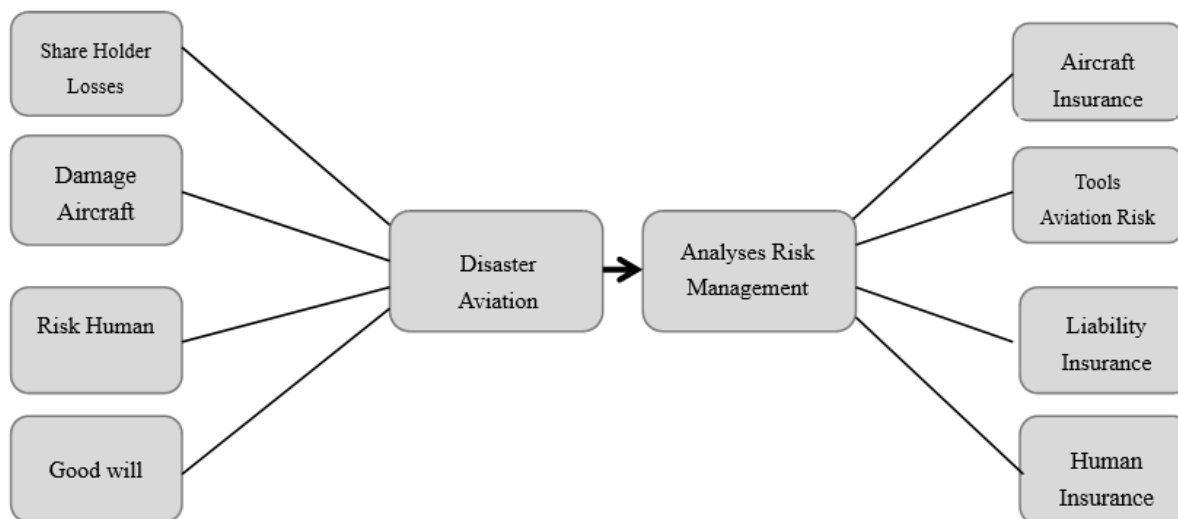 Share Holder
Losses
Damage
Aircraft
Risk Human
Good will
Disaster
Aviation
Analyses Risk
Management
Aircraft
Insurance
Tools
Aviation Risk
Liability
Insurance
Human
Insurance